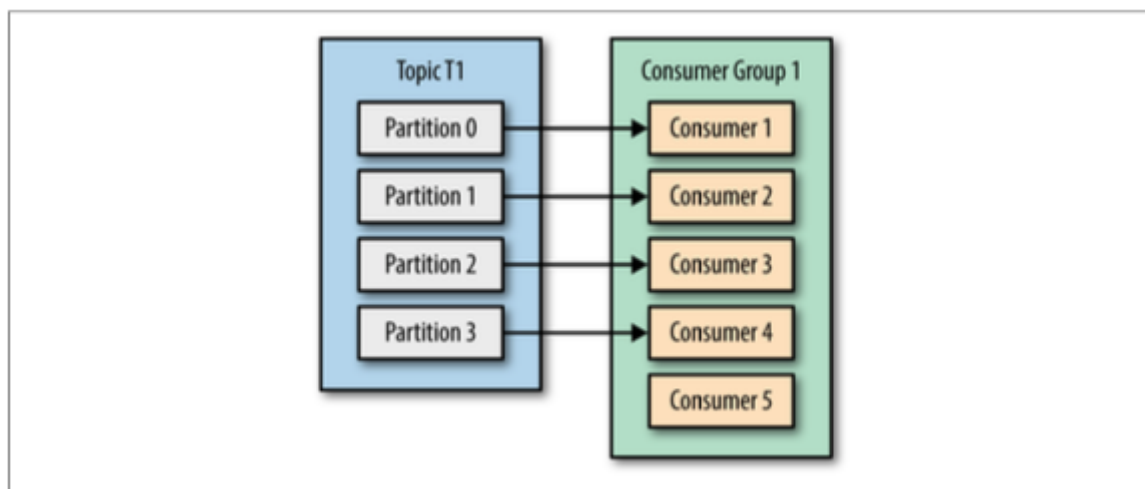 Topic T1
Partition 0
Partition 1
Partition 2
Partition 3
Consumer Group 1
Consumer 1
Consumer 2
Consumer 3
Consumer 4
Consumer 5